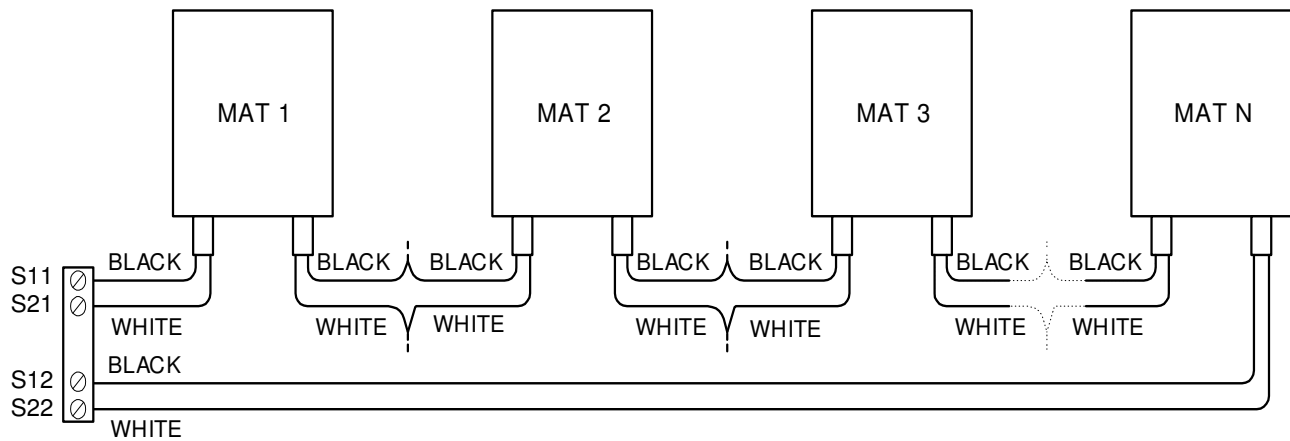 MAT 1 MAT 2 MAT 3 MAT N
S11 BLACK BLACK BLACK BLACK BLACK BLACK BLACK
S21
WHITE WHITE WHITE WHITE WHITE WHITE WHITE
BLACK
S12
S22
WHITE